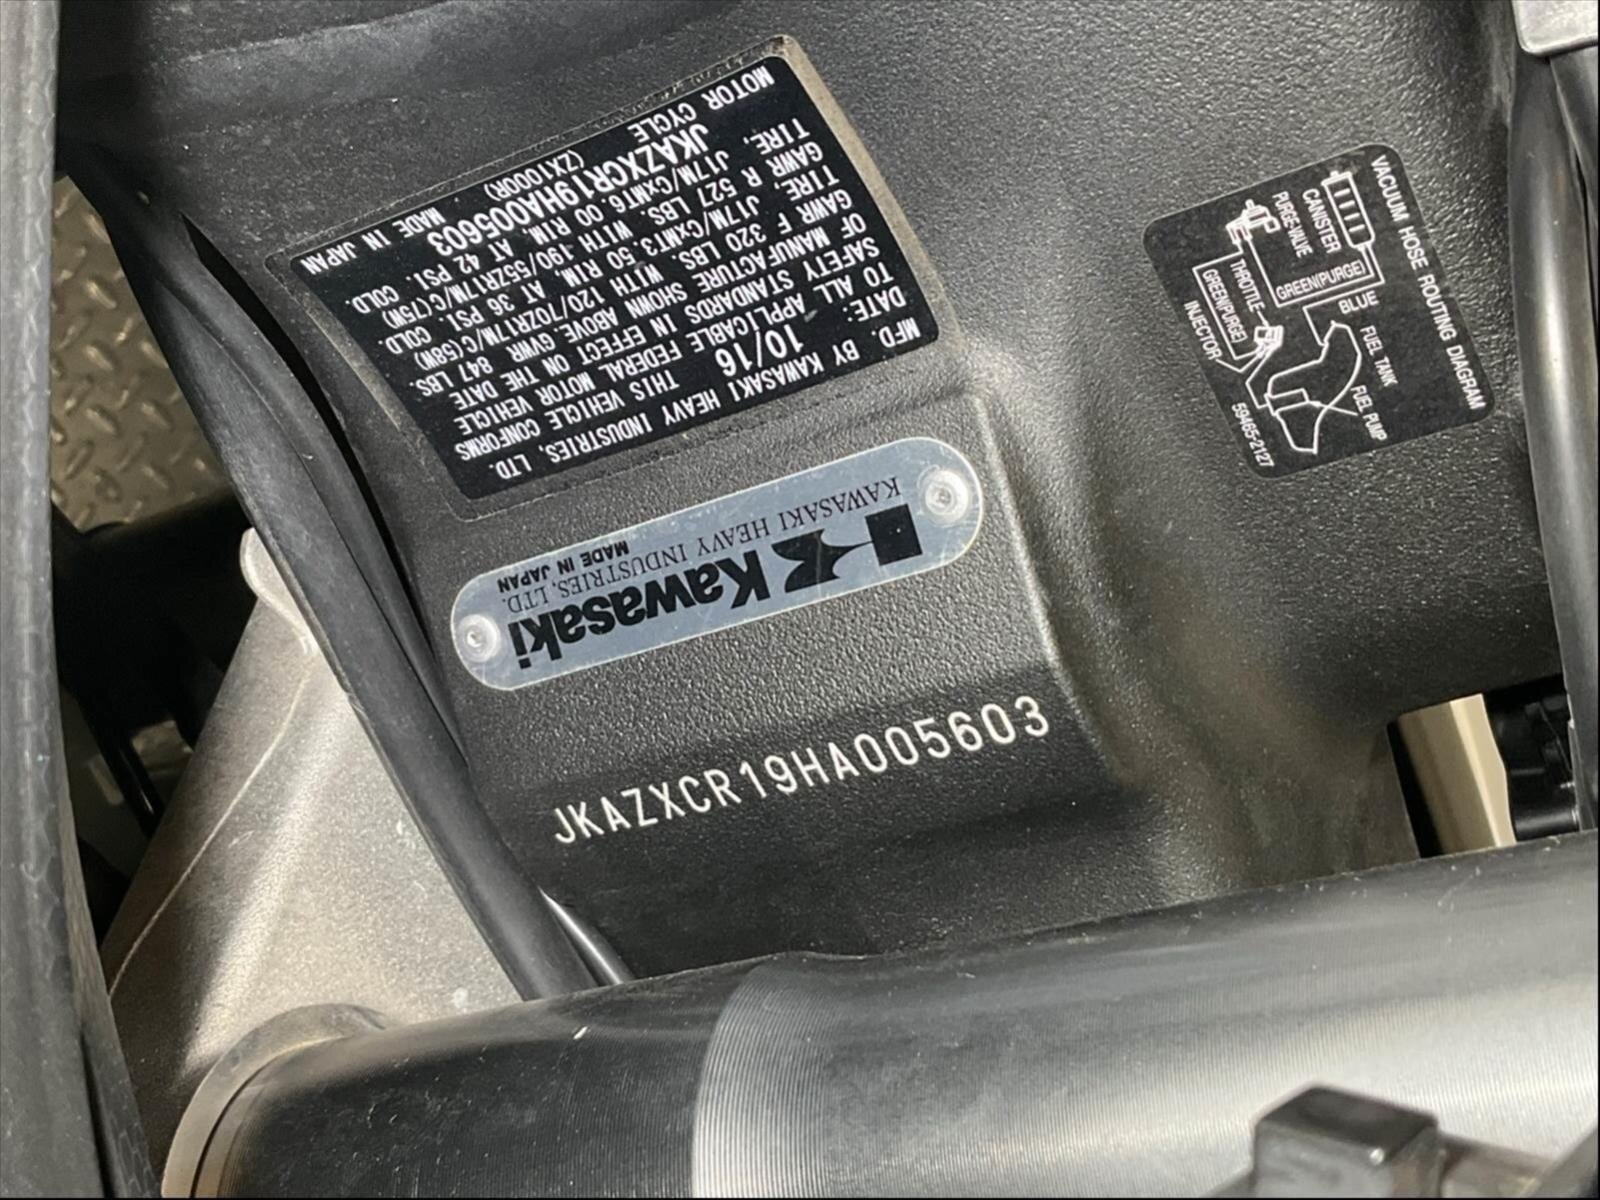 MFD. BY KAWASAKI HEAVY INDUSTRIES, LTD.
DATE: 10/16 THIS VEHICLE CONFORMS
TO ALL APPLICABLE FEDERAL MOTOR VEHICLE
SAFETY STANDARDS IN EFFECT ON THE DATE
OF MANUFACTURE SHOWN ABOVE. GVWR 847 LBS.
GAWR F 320 LBS. WITH 120/70ZR17M/C(58W)
TIRE, J17M/CxMT3.50 RIM, AT 36 PSI. COLD.
GAWR R 527 LBS. WITH 190/55ZR17M/C(75W)
TIRE, J17M/CxMT6.00 RIM, AT 42 PSI. COLD.
JKAZXCR19HA005603
MOTOR CYCLE (ZX1000R) MADE IN JAPAN
Kawasaki
KAWASAKI HEAVY INDUSTRIES, LTD.
MADE IN JAPAN
JKAZXCR19HA005603
VACUUM HOSE ROUTING DIAGRAM
CANISTER
PURGE-VALVE
GREEN(PURGE)
BLUE
FUEL TANK
FUEL PUMP
THROTTLE
GREEN(PURGE)
INJECTOR
59465-2127